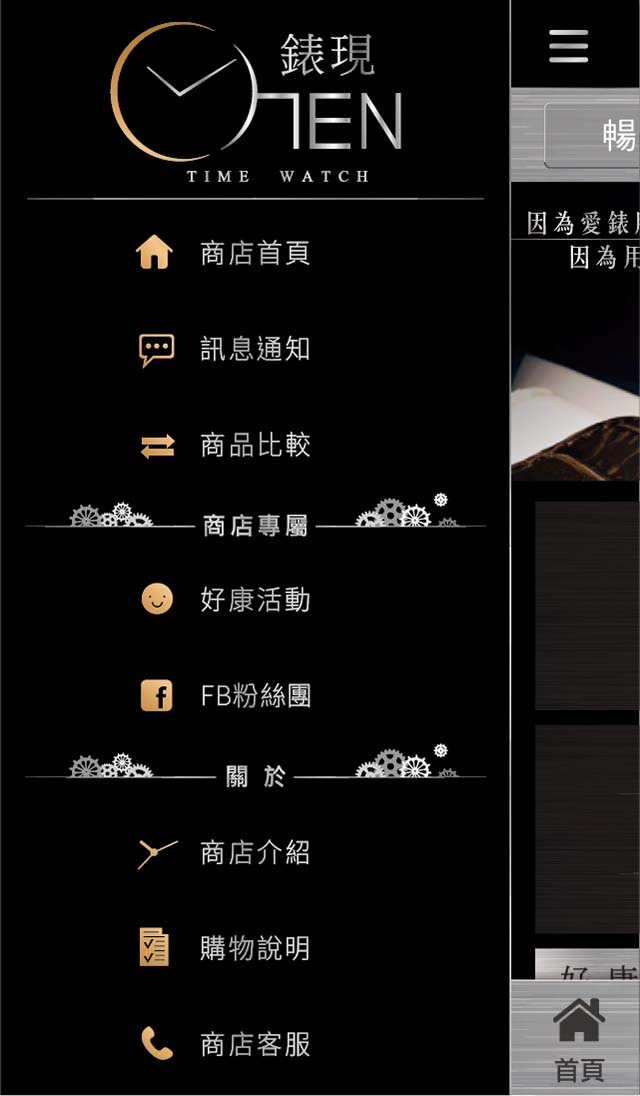 錶現
TEN
TIME WATCH
商店首頁
訊息通知
商品比較
商店專屬
好康活動
FB粉絲團
關於
商店介紹
購物說明
商店客服
暢
因為愛錶
因為用
好康
首頁